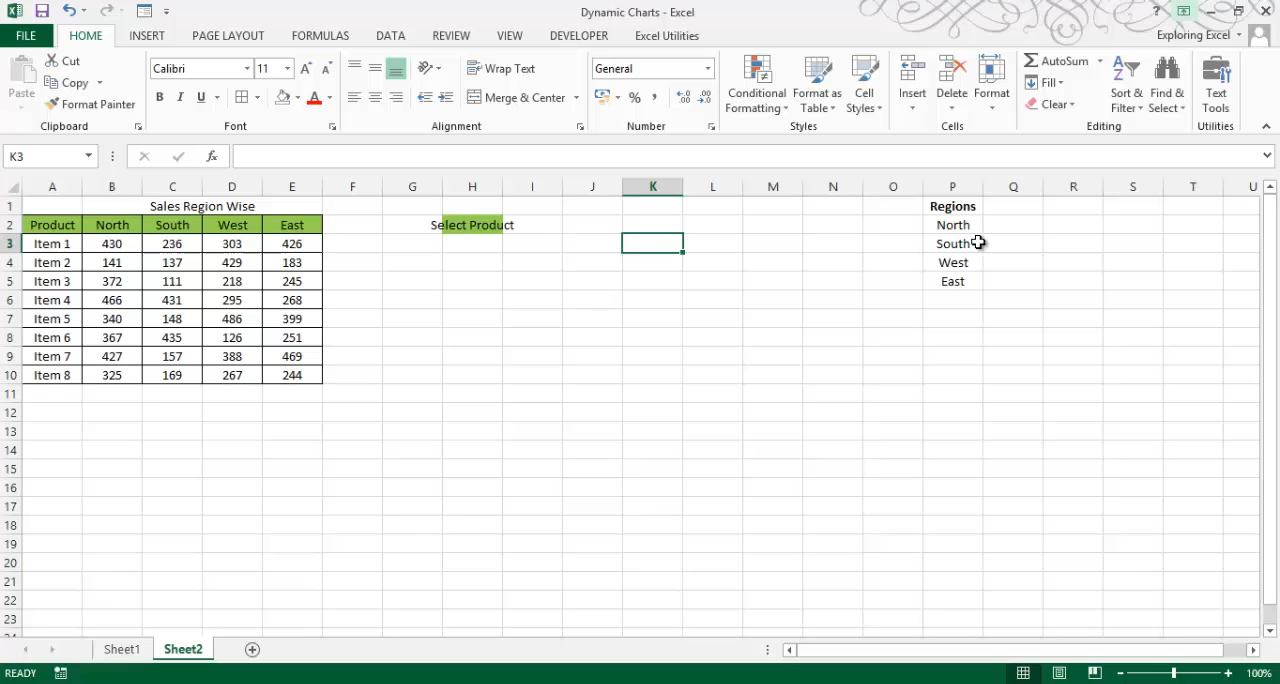 Dynamic Charts - Excel
?
FILE HOME INSERT PAGE LAYOUT FORMULAS DATA REVIEW VIEW DEVELOPER Excel Utilities Exploring Excel
Paste Cut Copy Format Painter Clipboard
Calibri 11 A A B I U A Font
Wrap Text Merge & Center Alignment
General % , Number
Conditional Formatting Format as Table Cell Styles Styles
Insert Delete Format Cells
AutoSum Fill Clear Sort & Filter Find & Select Editing
Text Tools Utilities
K3 fx
A B C D E F G H I J K L M N O P Q R S T U
1 Sales Region Wise Regions
2 Product North South West East Select Product North
3 Item 1 430 236 303 426 South
4 Item 2 141 137 429 183 West
5 Item 3 372 111 218 245 East
6 Item 4 466 431 295 268
7 Item 5 340 148 486 399
8 Item 6 367 435 126 251
9 Item 7 427 157 388 469
10 Item 8 325 169 267 244
11
12
13
14
15
16
17
18
19
20
21
22
23
Sheet1 Sheet2
READY 100%